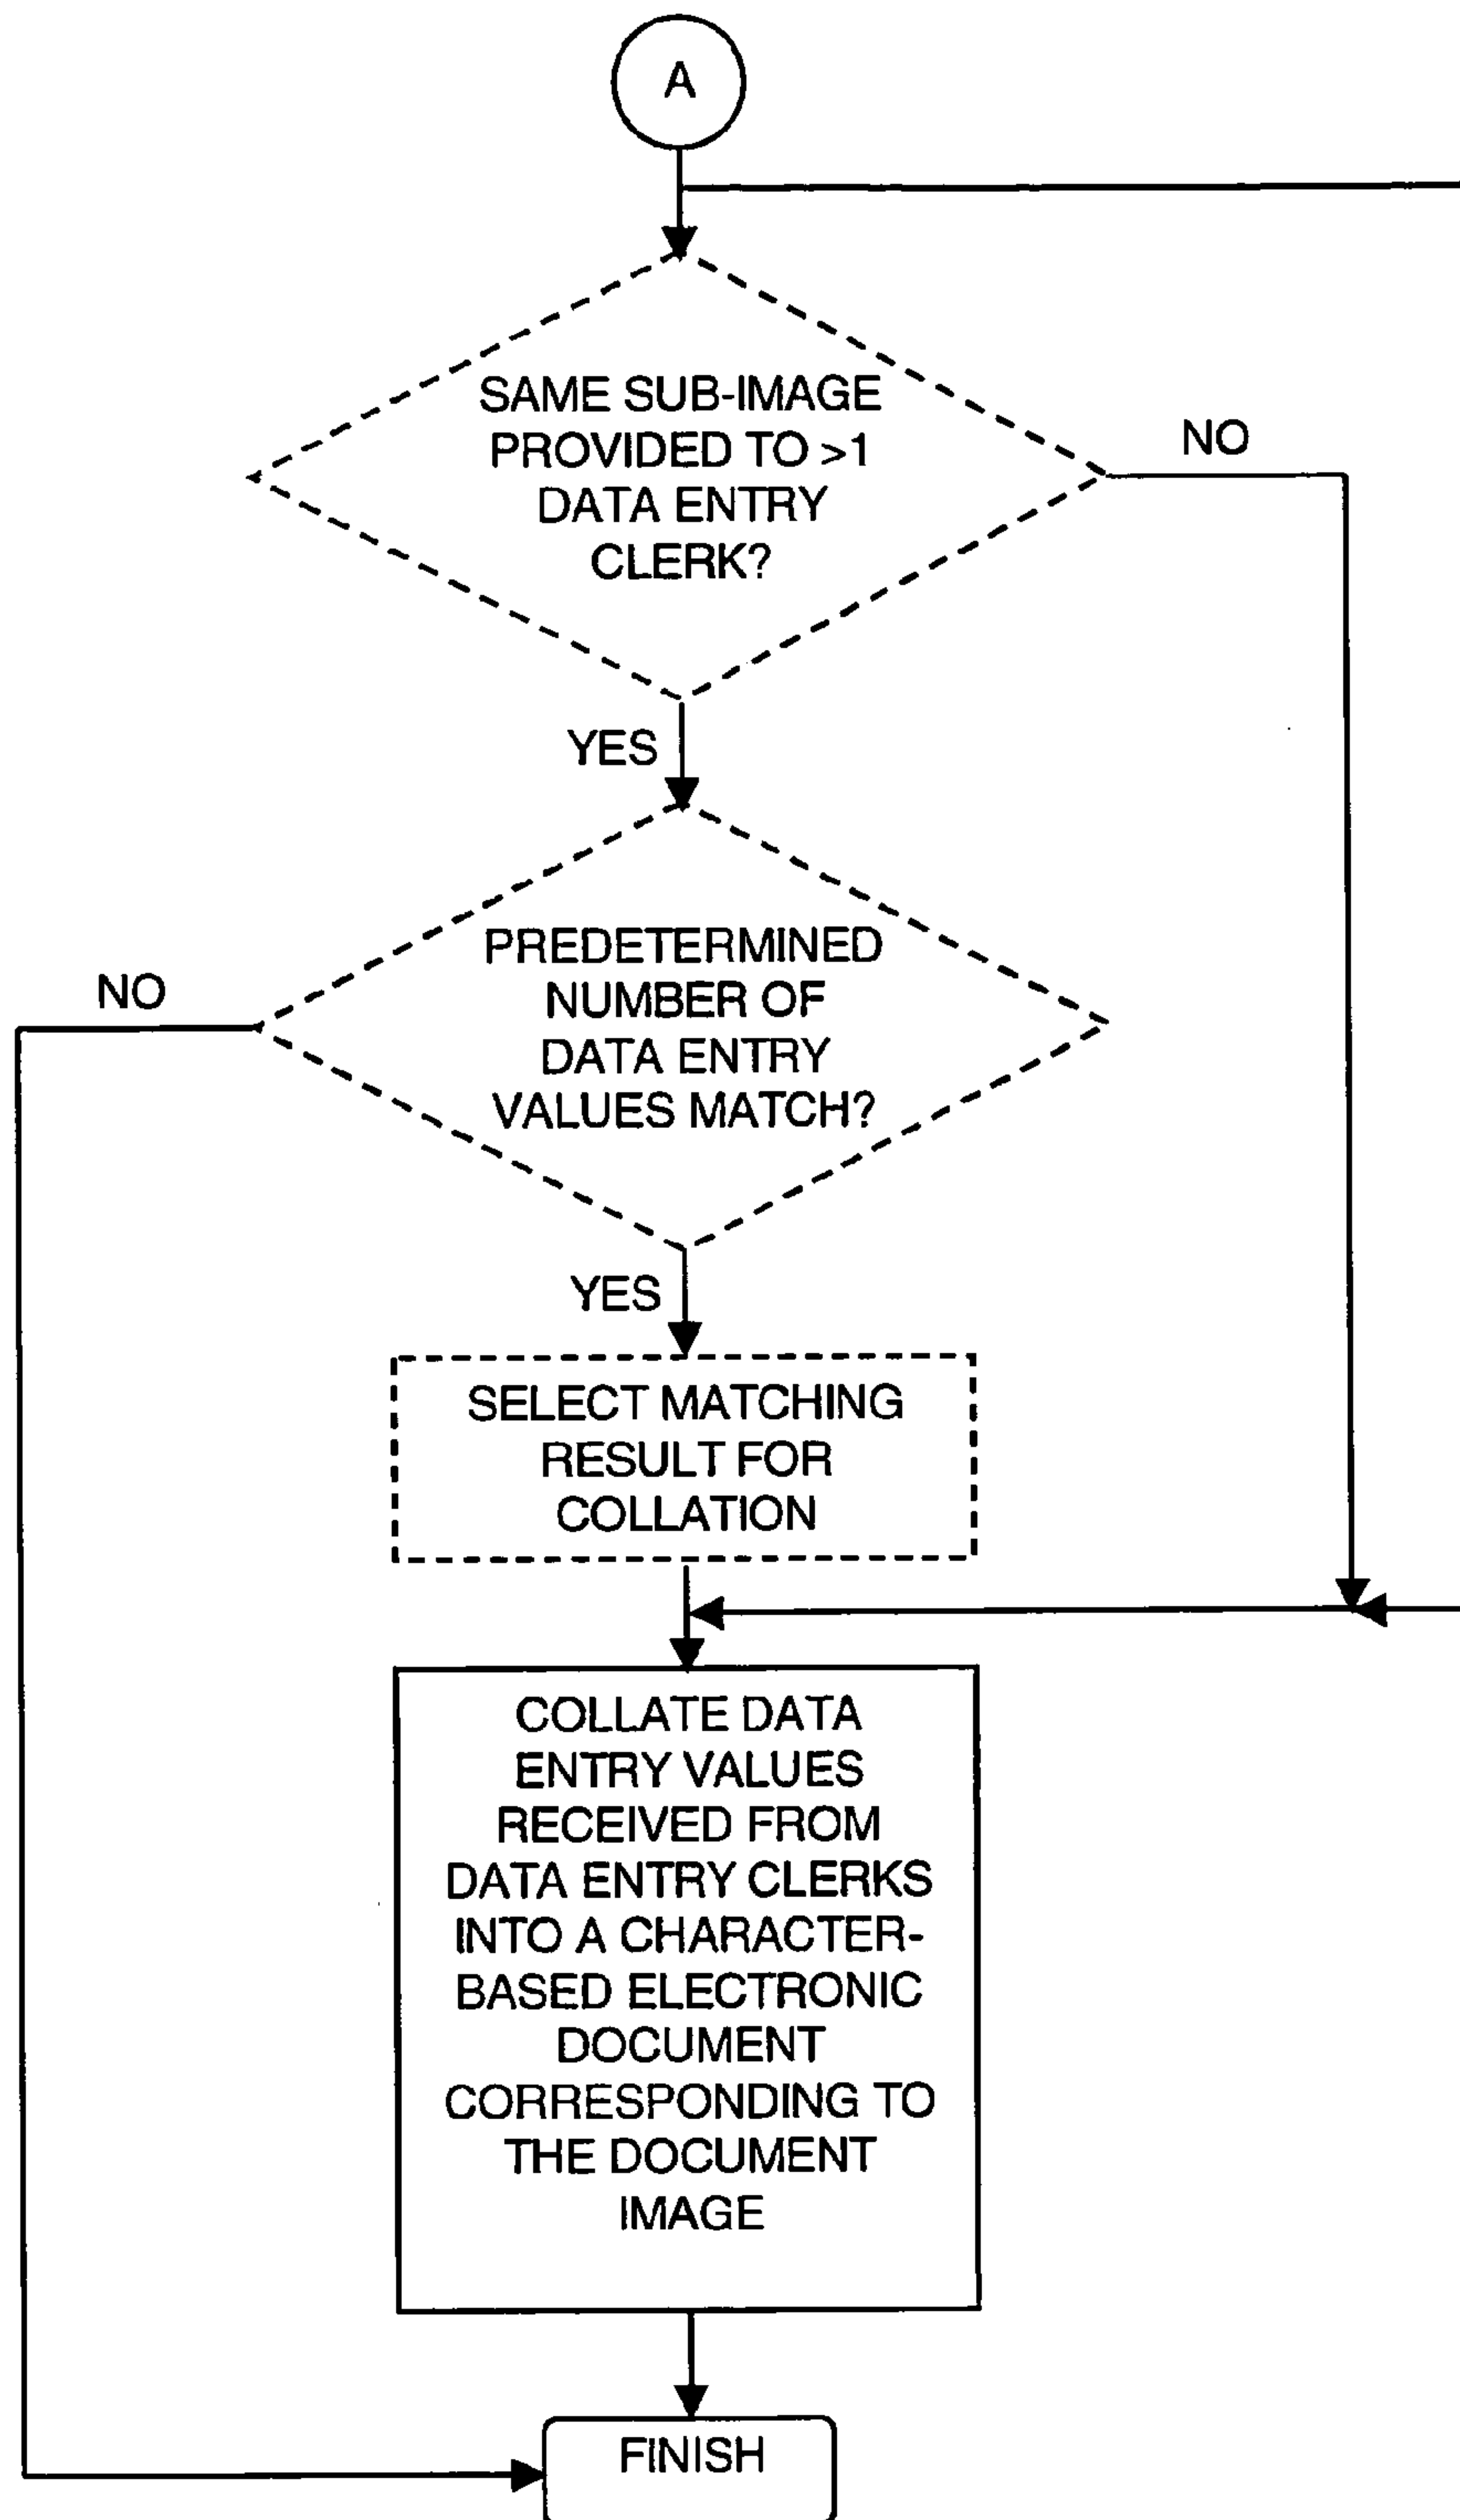 A
SAME SUB-IMAGE
PROVIDED TO >1
DATA ENTRY
CLERK?
NO
YES
PREDETERMINED
NUMBER OF
DATA ENTRY
VALUES MATCH?
NO
YES
SELECT MATCHING
RESULT FOR
COLLATION
COLLATE DATA
ENTRY VALUES
RECEIVED FROM
DATA ENTRY CLERKS
INTO A CHARACTER-
BASED ELECTRONIC
DOCUMENT
CORRESPONDING TO
THE DOCUMENT
IMAGE
FINISH